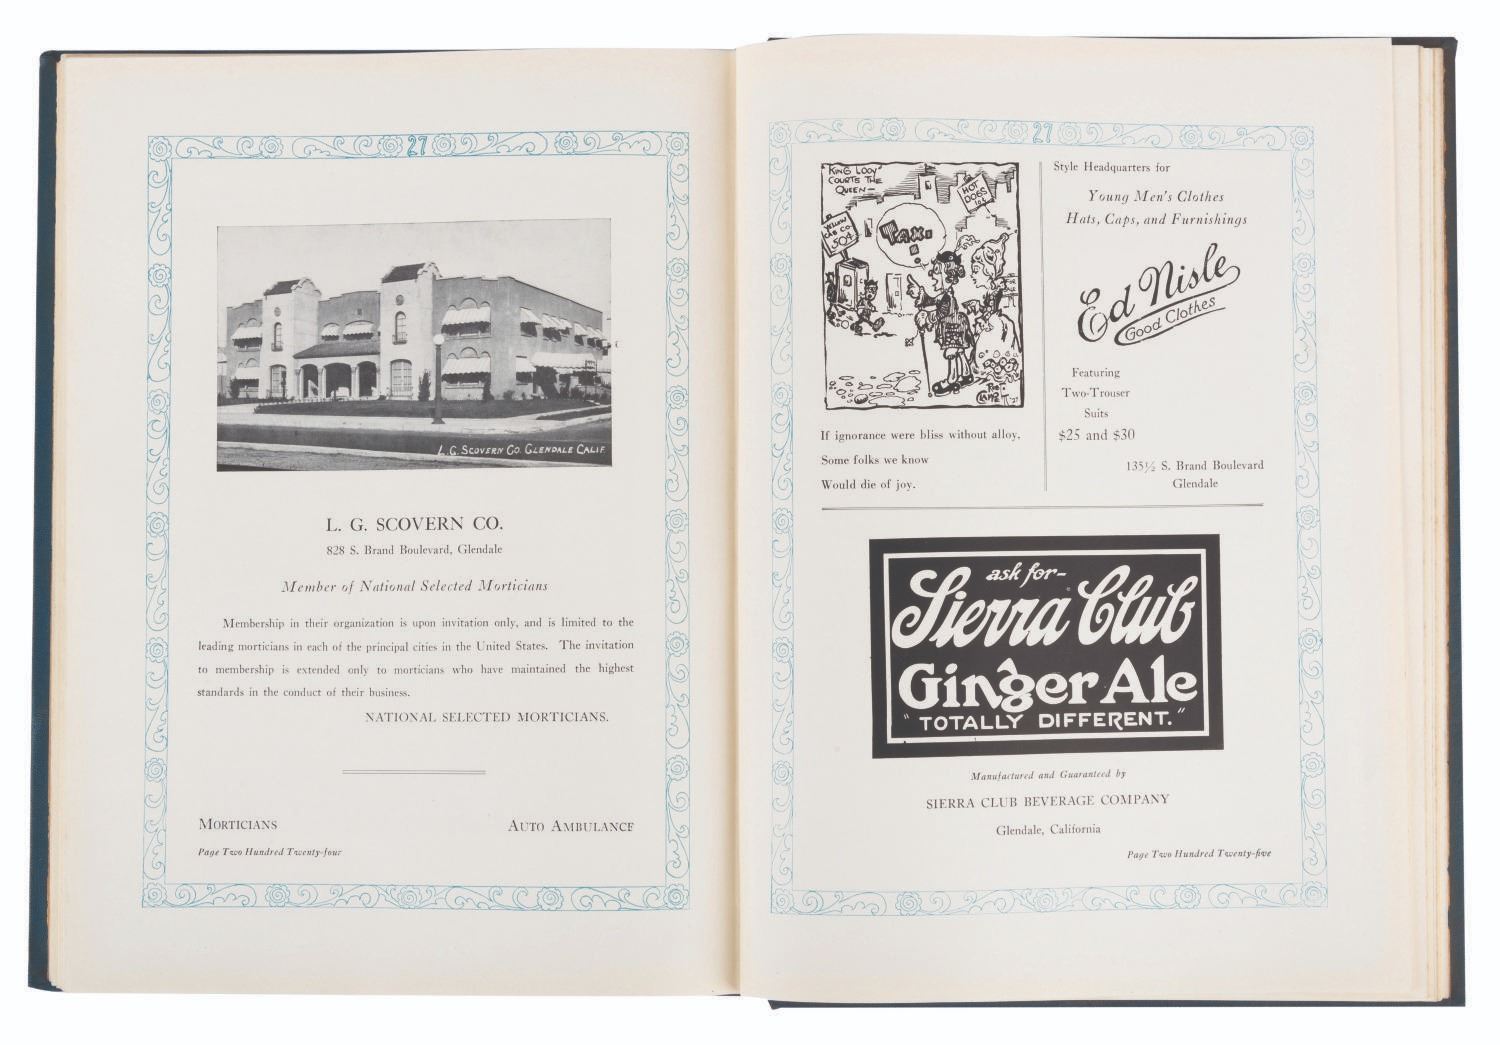 27
L. G. SCOVERN CO. GLENDALE CALIF.
L. G. SCOVERN CO.
828 S. Brand Boulevard, Glendale
Member of National Selected Morticians
Membership in their organization is upon invitation only, and is limited to the
leading morticians in each of the principal cities in the United States. The invitation
to membership is extended only to morticians who have maintained the highest
standards in the conduct of their business.
NATIONAL SELECTED MORTICIANS.
MORTICIANS
AUTO AMBULANCE
Page Two Hundred Twenty-four
27
"KING LOOY"
COURTS THE
QUEEN—
HOT
DOGS
10¢
YELLOW
CAB CO.
50¢
TAXI
If ignorance were bliss without alloy,
Some folks we know
Would die of joy.
Style Headquarters for
Young Men's Clothes
Hats, Caps, and Furnishings
Ed Nisle
Good Clothes
Featuring
Two-Trouser
Suits
$25 and $30
135½ S. Brand Boulevard
Glendale
ask for-
Sierra Club
Ginger Ale
"TOTALLY DIFFERENT."
Manufactured and Guaranteed by
SIERRA CLUB BEVERAGE COMPANY
Glendale, California
Page Two Hundred Twenty-five